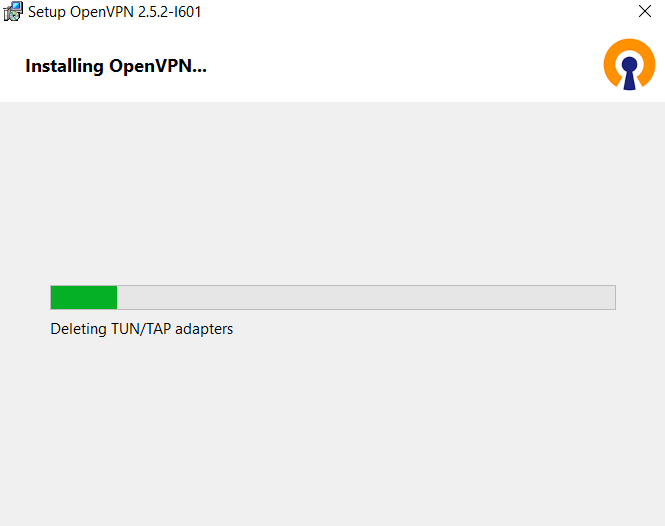 Setup OpenVPN 2.5.2-I601
Installing OpenVPN...
Deleting TUN/TAP adapters